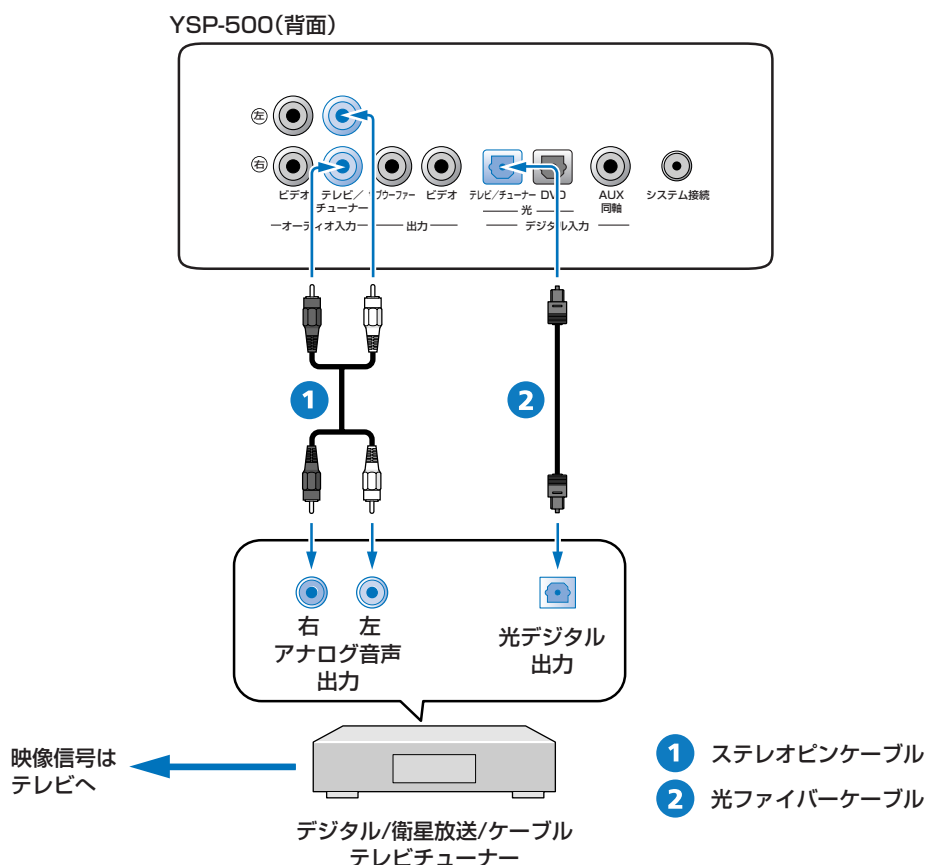 YSP-500(背面)
左
右
ビデオ テレビ/チューナー サブウーファー ビデオ テレビ/チューナー DVD AUX 同軸 システム接続
光
オーディオ入力 出力 デジタル入力
1
2
右 左
アナログ音声
出力
光デジタル
出力
映像信号は
テレビへ
デジタル/衛星放送/ケーブル
テレビチューナー
1 ステレオピンケーブル
2 光ファイバーケーブル